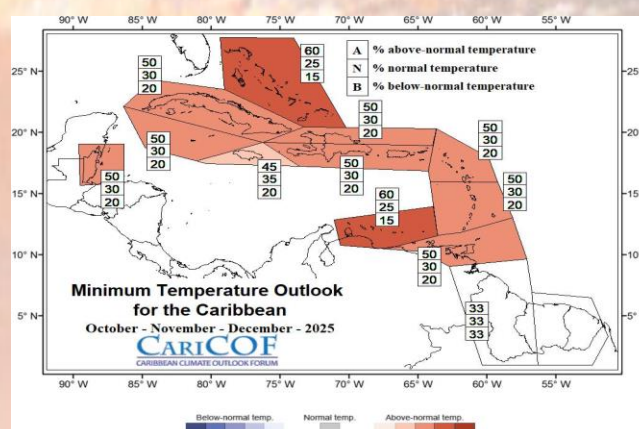 90° W 85° W 80° W 75° W 70° W 65° W 60° W 55° W
25° N
20° N
15° N
10° N
5° N
A % above-normal temperature
N % normal temperature
B % below-normal temperature
60
25
15
50
30
20
50
30
20
50
30
20
50
30
20
50
30
20
45
35
20
50
30
20
50
30
20
60
25
15
50
30
20
33
33
33
Minimum Temperature Outlook
for the Caribbean
October - November - December - 2025
CARICOF
CARIBBEAN CLIMATE OUTLOOK FORUM
25° N
20° N
15° N
10° N
5° N
90° W 85° W 80° W 75° W 70° W 65° W 60° W 55° W
Below-normal temp. Normal temp. Above-normal temp.